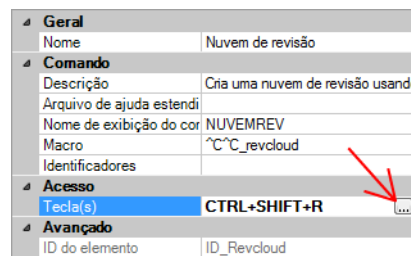 Geral
Nome Nuvem de revisão
Comando
Descrição Cria uma nuvem de revisão usand
Arquivo de ajuda estendi
Nome de exibição do cor NUVEMREV
Macro ^C^C_revcloud
Identificadores
Acesso
Tecla(s) CTRL+SHIFT+R ...
Avançado
ID do elemento ID_Revcloud